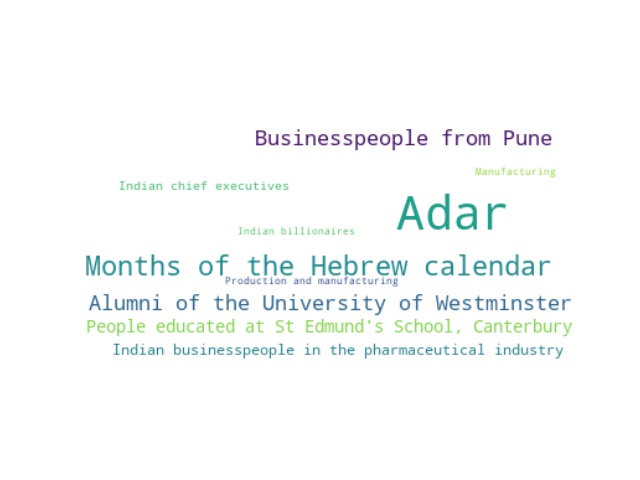 Businesspeople from Pune
Manufacturing
Indian chief executives
Adar
Indian billionaires
Months of the Hebrew calendar
Production and manufacturing
Alumni of the University of Westminster
People educated at St Edmund's School, Canterbury
Indian businesspeople in the pharmaceutical industry